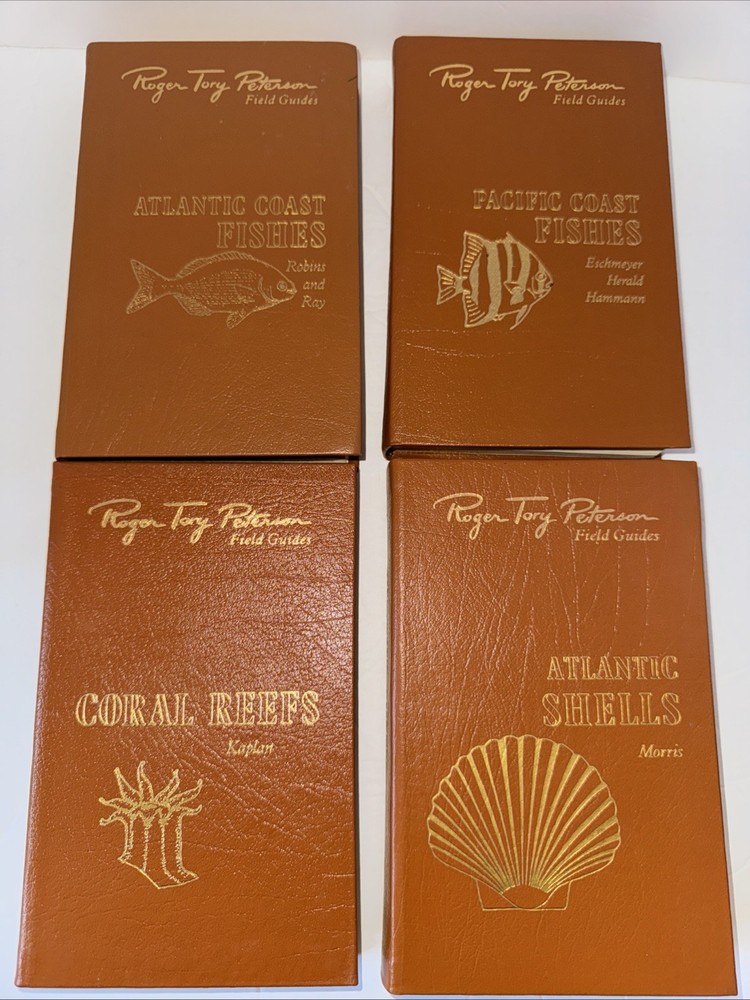 Roger Tory Peterson
Field Guides
ATLANTIC COAST
FISHES
Robins
and
Ray
Roger Tory Peterson
Field Guides
PACIFIC COAST
FISHES
Eschmeyer
Herald
Hammann
Roger Tory Peterson
Field Guides
CORAL REEFS
Kaplan
Roger Tory Peterson
Field Guides
ATLANTIC
SHELLS
Morris